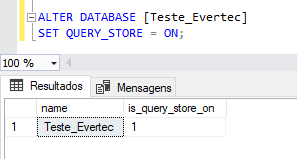 ALTER DATABASE [Teste_Evertec]
SET QUERY_STORE = ON;
100 %
Resultados Mensagens
name is_query_store_on
1 Teste_Evertec 1